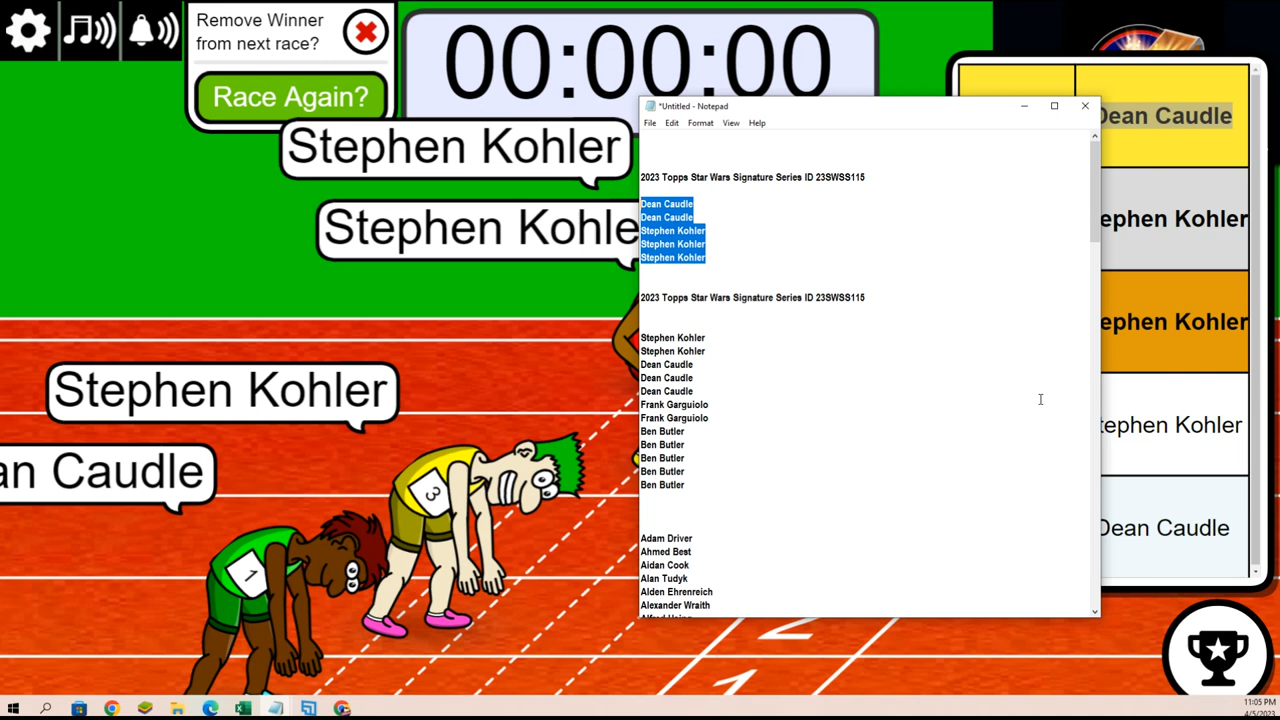 Remove Winner
from next race?
Race Again?
00:00:00
Stephen Kohler
Stephen Kohle
Stephen Kohler
an Caudle
3
1
2
1
*Untitled - Notepad
File Edit Format View Help
2023 Topps Star Wars Signature Series ID 23SWSS115
Dean Caudle
Dean Caudle
Stephen Kohler
Stephen Kohler
Stephen Kohler
2023 Topps Star Wars Signature Series ID 23SWSS115
Stephen Kohler
Stephen Kohler
Dean Caudle
Dean Caudle
Dean Caudle
Frank Garguiolo
Frank Garguiolo
Ben Butler
Ben Butler
Ben Butler
Ben Butler
Ben Butler
Adam Driver
Ahmed Best
Aidan Cook
Alan Tudyk
Alden Ehrenreich
Alexander Wraith
Dean Caudle
ephen Kohler
ephen Kohler
tephen Kohler
Dean Caudle
11:05 PM
4/5/2023